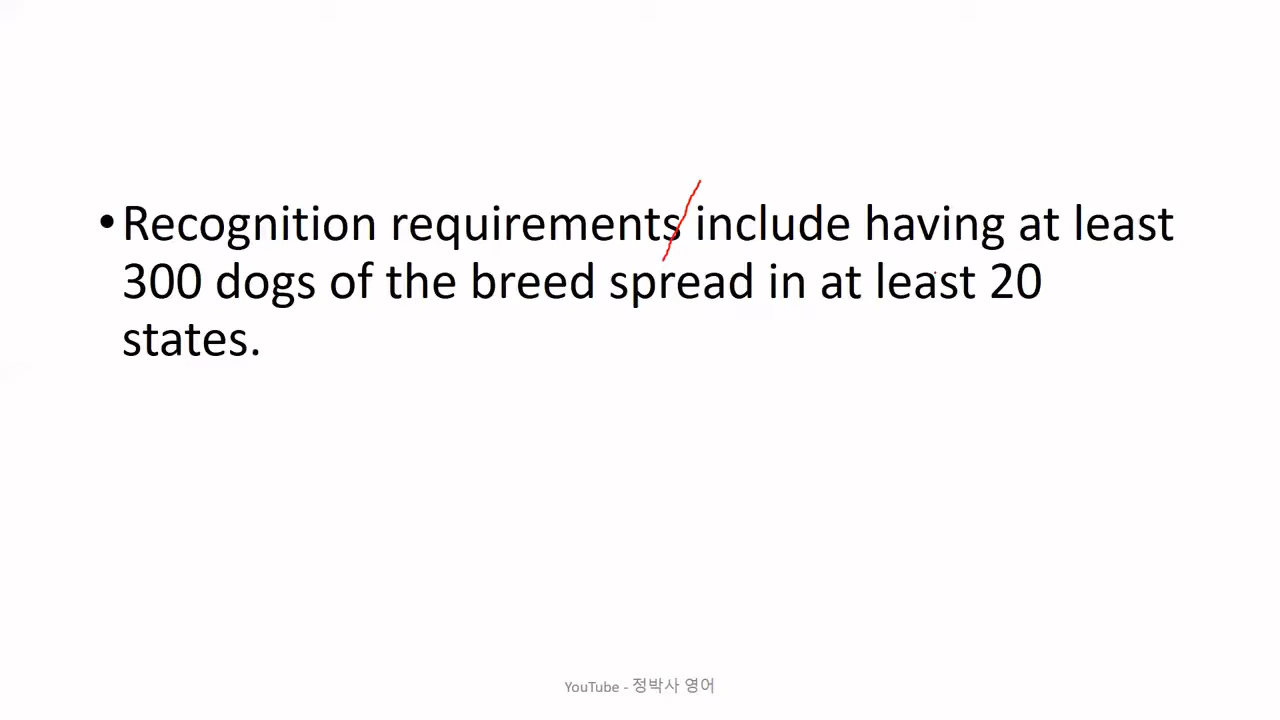 •Recognition requirements include having at least
300 dogs of the breed spread in at least 20
states.
YouTube - 정박사 영어